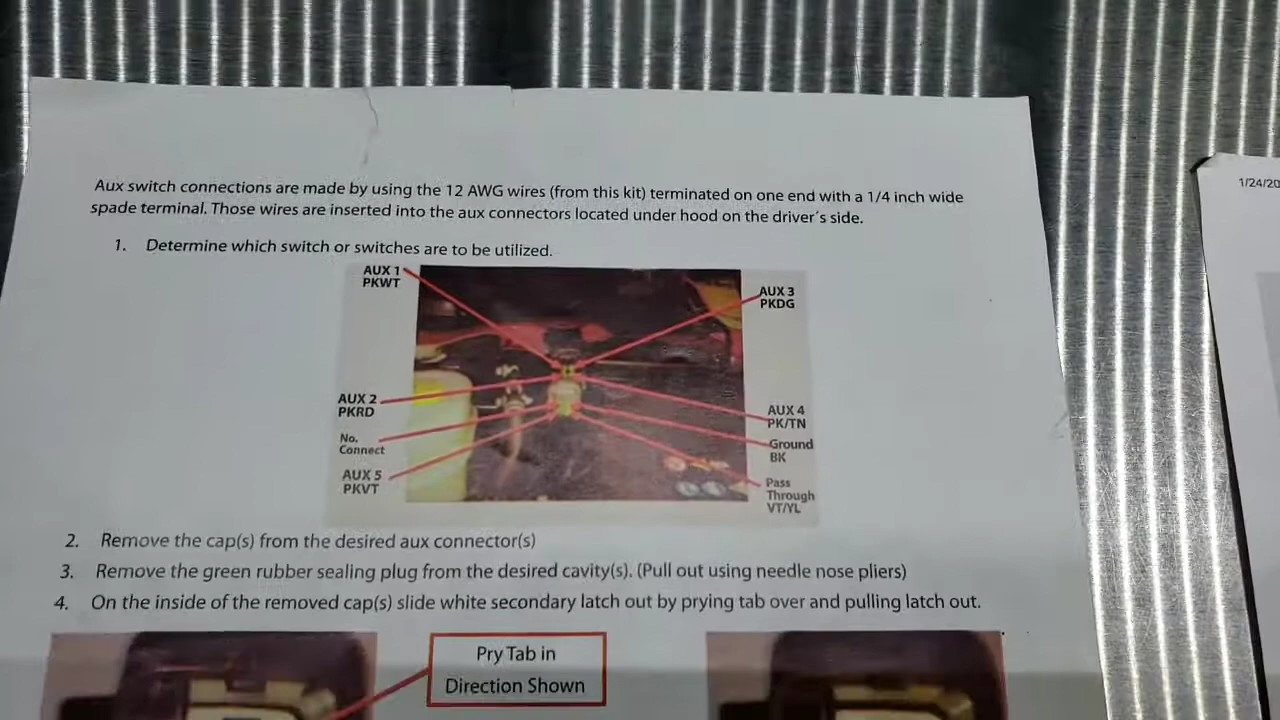 Aux switch connections are made by using the 12 AWG wires (from this kit) terminated on one end with a 1/4 inch wide
spade terminal. Those wires are inserted into the aux connectors located under hood on the driver's side.
1. Determine which switch or switches are to be utilized.
AUX 1
PKWT
AUX 3
PKDG
AUX 2
PKRD
AUX 4
PK/TN
No.
Connect
Ground
BK
AUX 5
PKVT
Pass
Through
VT/YL
2. Remove the cap(s) from the desired aux connector(s)
3. Remove the green rubber sealing plug from the desired cavity(s). (Pull out using needle nose pliers)
4. On the inside of the removed cap(s) slide white secondary latch out by prying tab over and pulling latch out.
Pry Tab in
Direction Shown
1/24/20